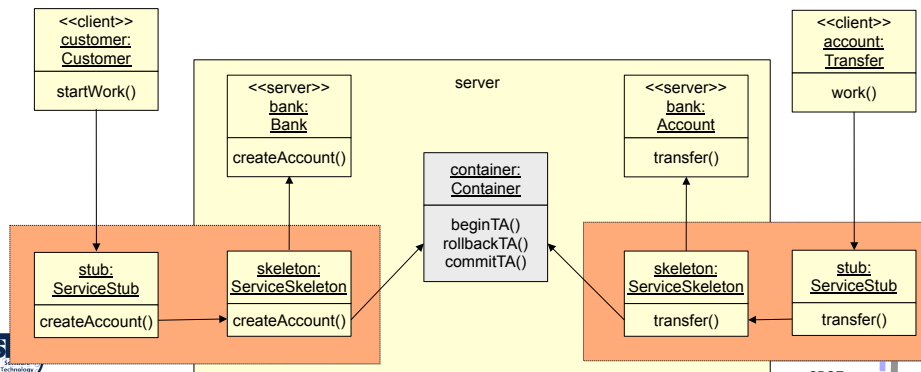 <<client>>
customer:
Customer
startWork()
<<client>>
account:
Transfer
work()
server
<<server>>
bank:
Bank
createAccount()
<<server>>
bank:
Account
transfer()
container:
Container
beginTA()
rollbackTA()
commitTA()
stub:
ServiceStub
createAccount()
skeleton:
ServiceSkeleton
createAccount()
skeleton:
ServiceSkeleton
transfer()
stub:
ServiceStub
transfer()
Technology